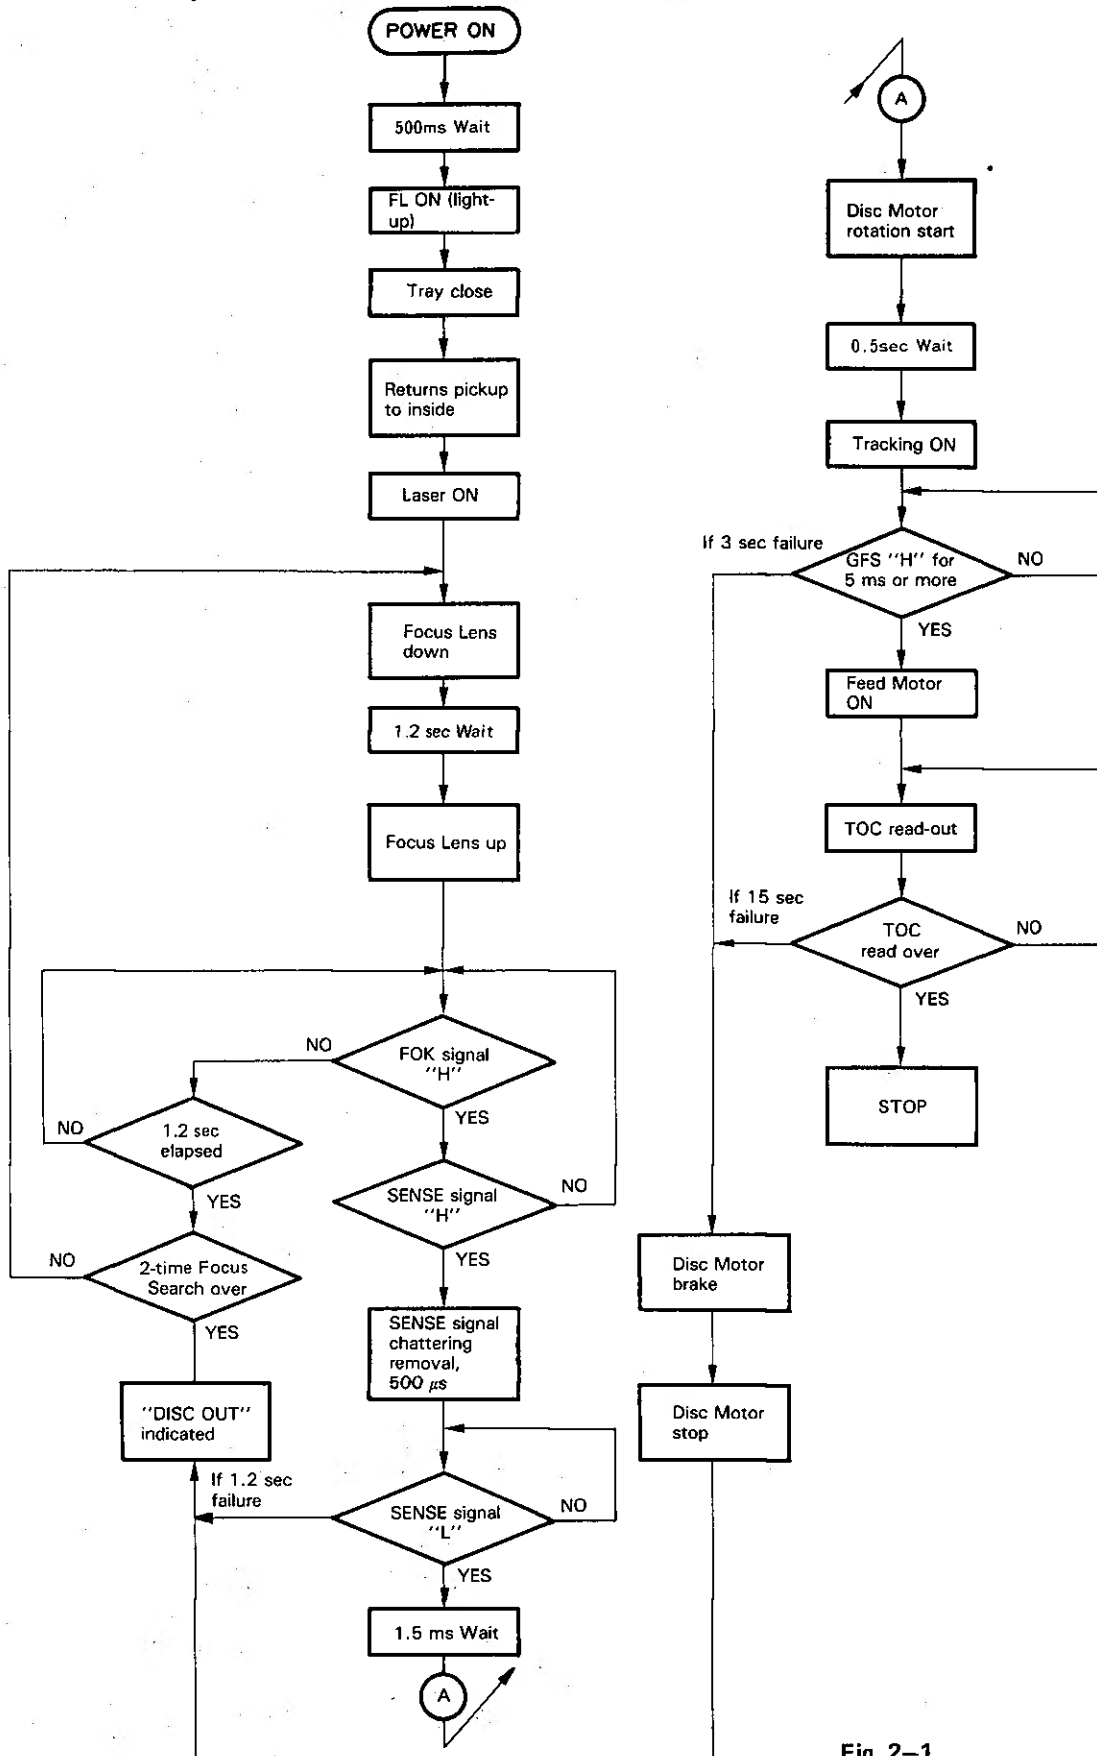 POWER ON
500ms Wait
FL ON (light-
up)
Tray close
Returns pickup
to inside
Laser ON
Focus Lens
down
1.2 sec Wait
Focus Lens up
FOK signal
"H"
NO
YES
1.2 sec
elapsed
NO
YES
SENSE signal
"H"
NO
YES
2-time Focus
Search over
NO
YES
SENSE signal
chattering
removal,
500 μs
"DISC OUT"
indicated
If 1.2 sec
failure
SENSE signal
"L"
NO
YES
1.5 ms Wait
A
A
Disc Motor
rotation start
0.5sec Wait
Tracking ON
If 3 sec failure
GFS "H" for
5 ms or more
NO
YES
Feed Motor
ON
TOC read-out
If 15 sec
failure
TOC
read over
NO
YES
STOP
Disc Motor
brake
Disc Motor
stop
Fig. 2-1